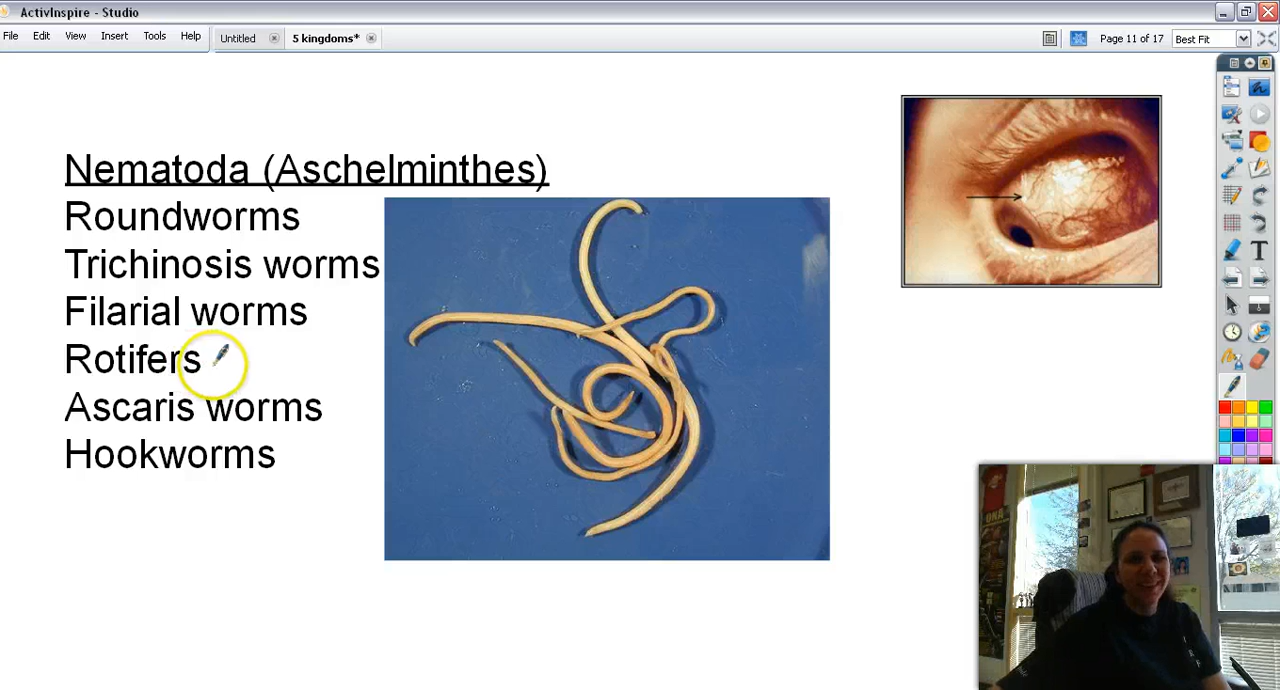 ActivInspire - Studio
File Edit View Insert Tools Help Untitled 5 kingdoms* Page 11 of 17 Best Fit
Nematoda (Aschelminthes)
Roundworms
Trichinosis worms
Filarial worms
Rotifers
Ascaris worms
Hookworms